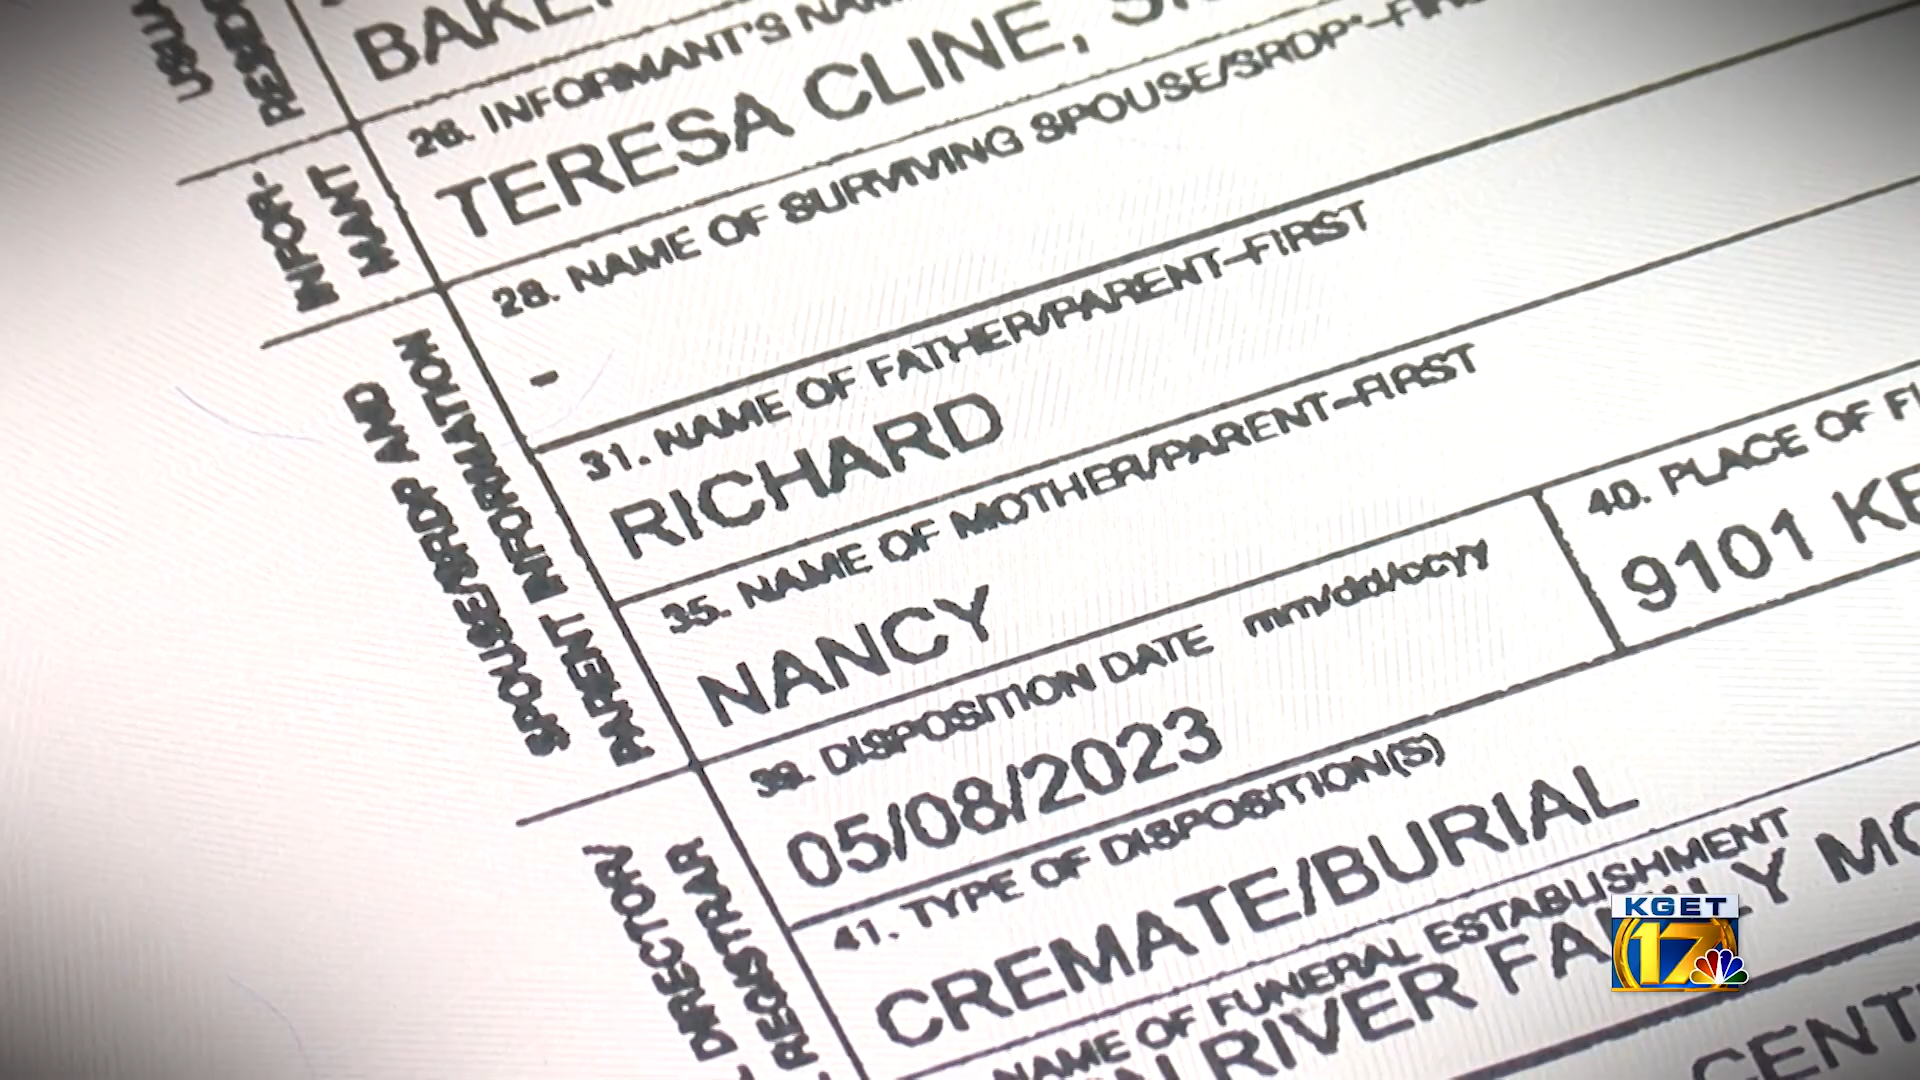 26. INFORMANT'S
TERESA CLINE,
28. NAME OF SURVIVING SPOUSE/SRDP*–FIRST
-
31. NAME OF FATHER/PARENT–FIRST
RICHARD
35. NAME OF MOTHER/PARENT–FIRST
NANCY
39. DISPOSITION DATE mm/dd/ccyy
05/08/2023
40. PLACE OF
9101
41. TYPE OF DISPOSITION(S)
CREMATE/BURIAL
NAME OF FUNERAL ESTABLISHMENT
RIVER
INFOR-
MANT
SPOUSE/SRDP AND
PARENT INFORMATION
DIRECTOR/
REGISTRAR
KGET
17